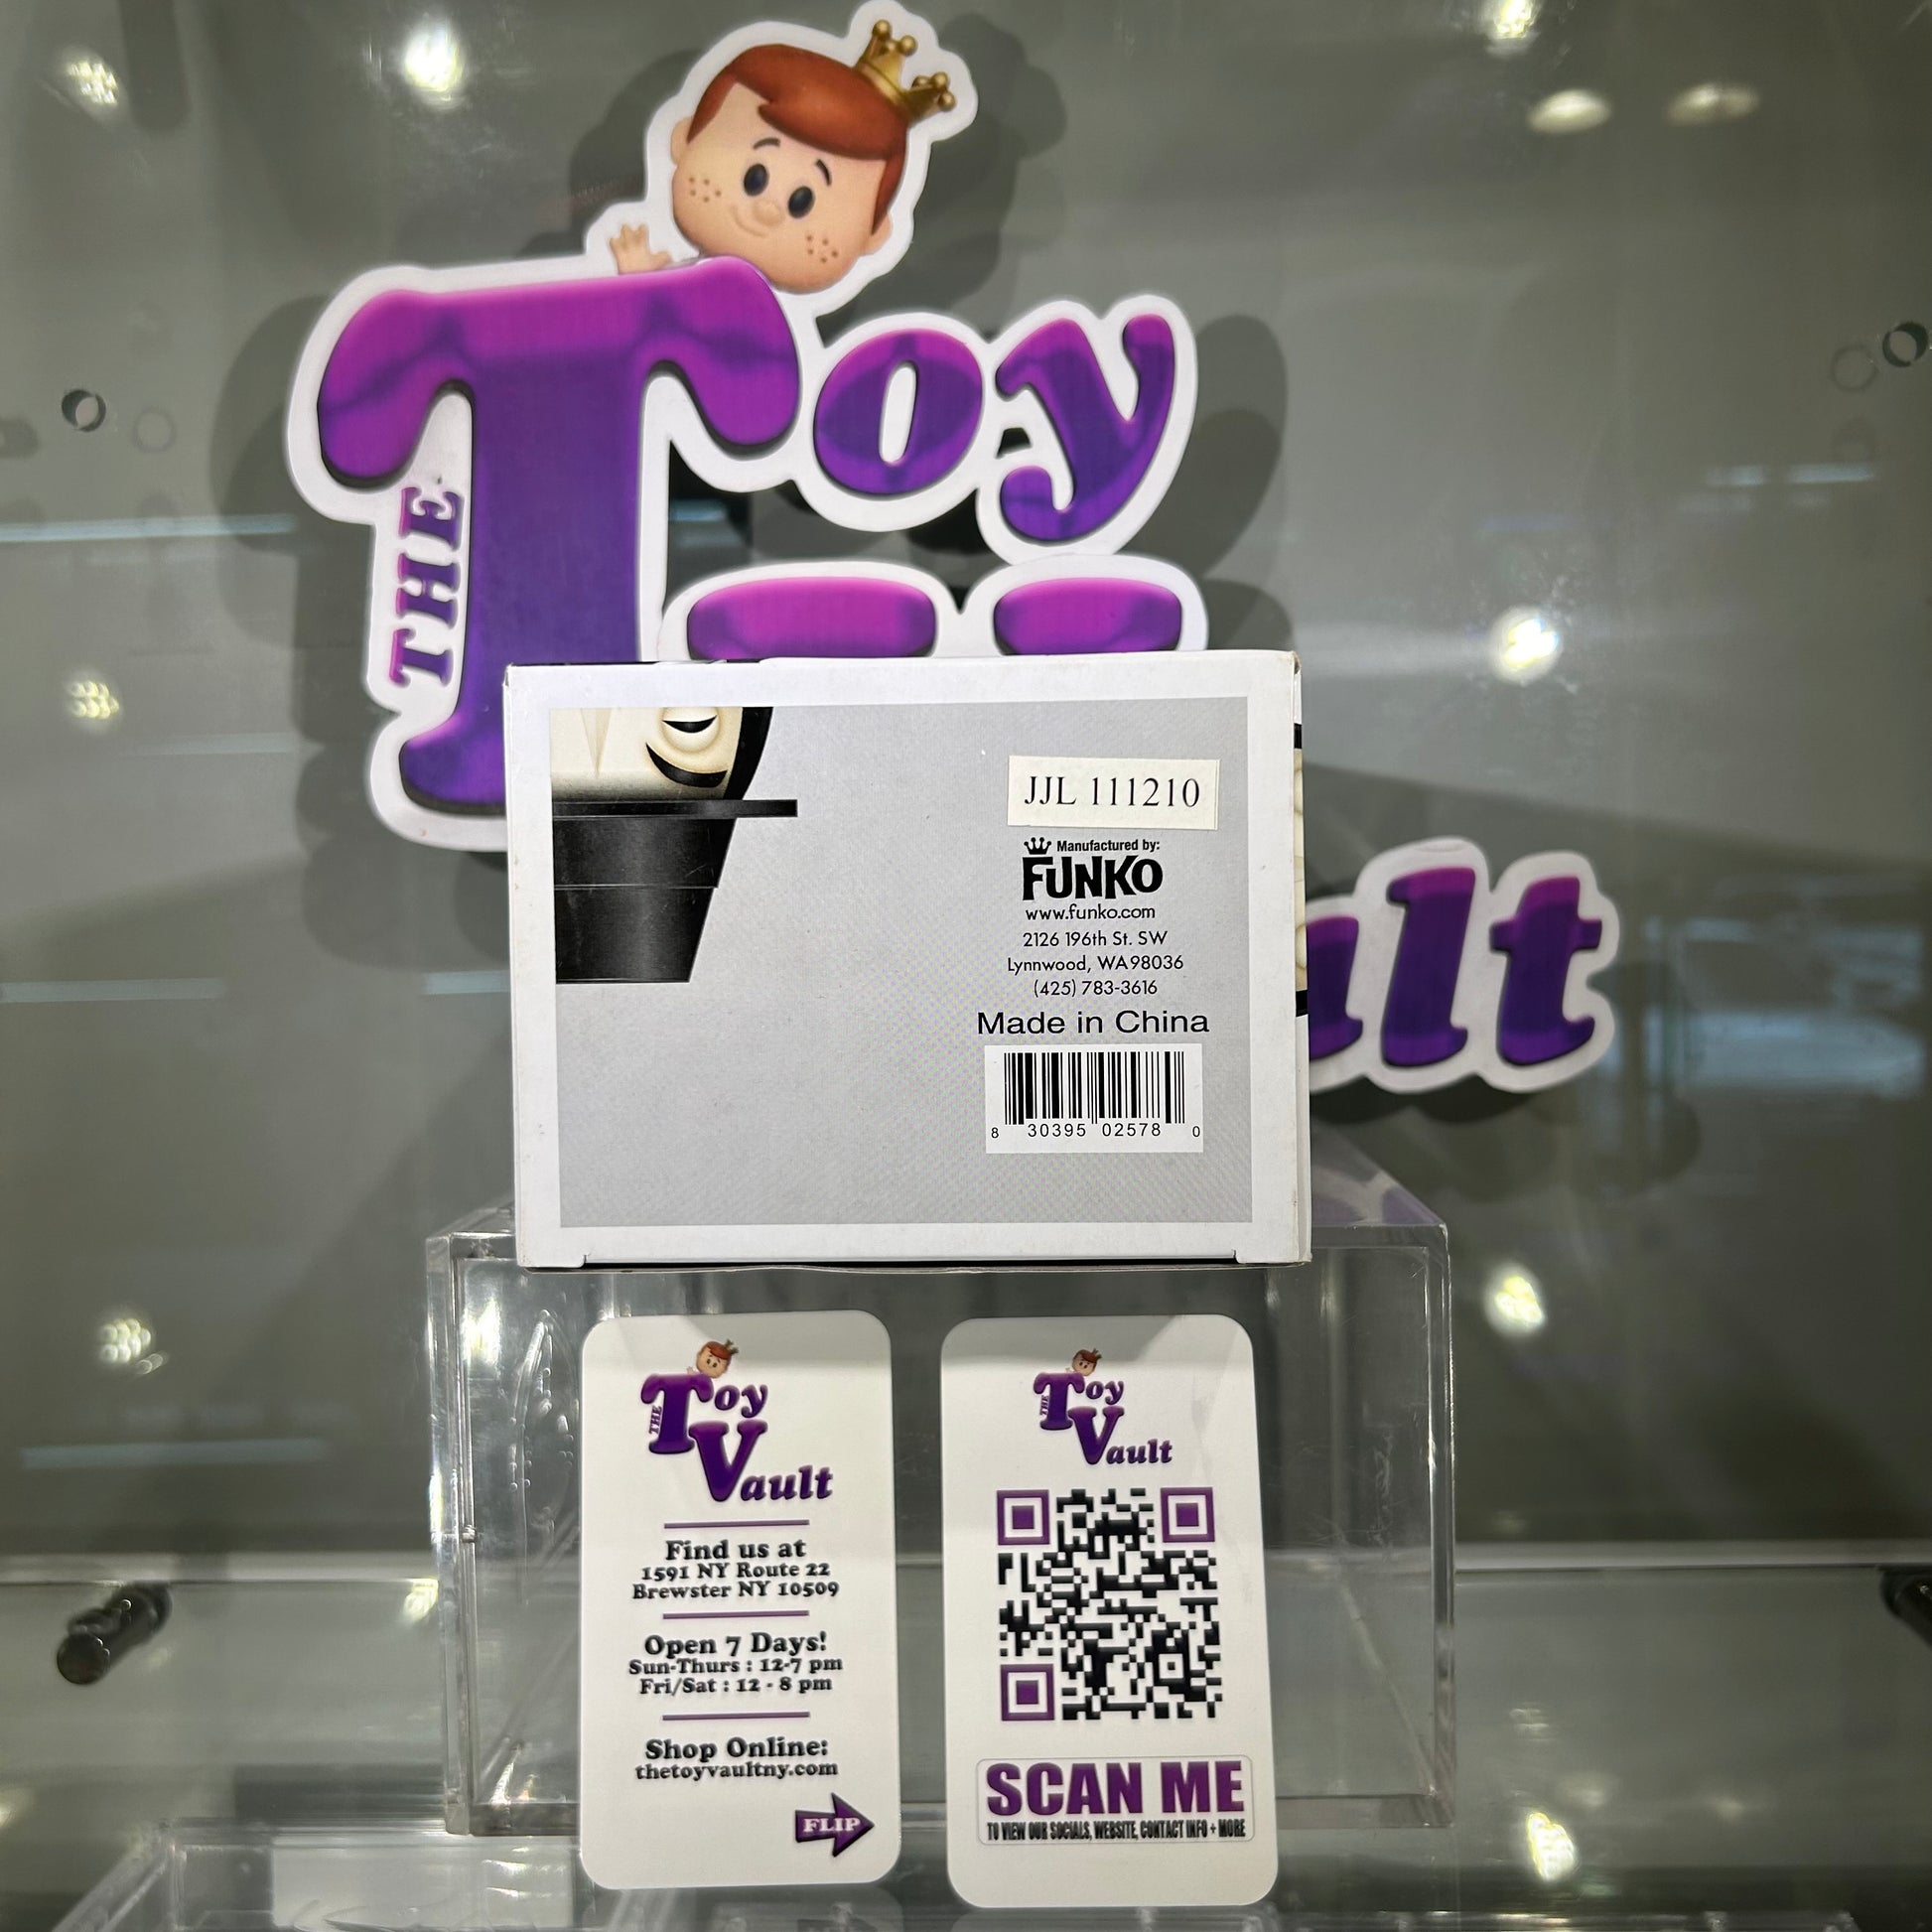 THE Toy
ult
JJL 111210
Manufactured by:
FUNKO
www.funko.com
2126 196th St. SW
Lynnwood, WA98036
(425) 783-3616
Made in China
8 30395 02578 0
THE Toy
Vault
Find us at
1591 NY Route 22
Brewster NY 10509
Open 7 Days!
Sun-Thurs : 12-7 pm
Fri/Sat : 12 - 8 pm
Shop Online:
thetoyvaultny.com
FLIP
THE Toy
Vault
SCAN ME
TO VIEW OUR SOCIALS, WEBSITE, CONTACT INFO + MORE